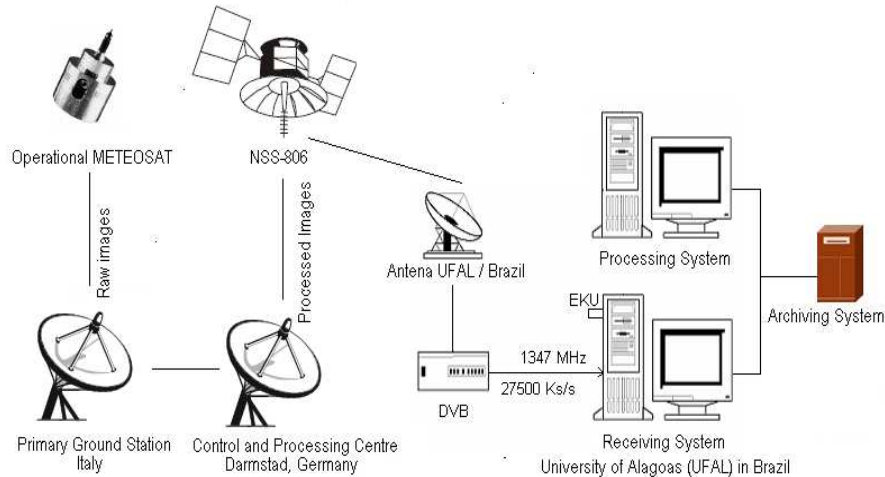 Operational METEOSAT
NSS-806
Raw images
Processed Images
Antena UFAL / Brazil
Processing System
EKU
Archiving System
1347 MHz
27500 Ks/s
DVB
Primary Ground Station
Italy
Control and Processing Centre
Darmstad, Germany
Receiving System
University of Alagoas (UFAL) in Brazil